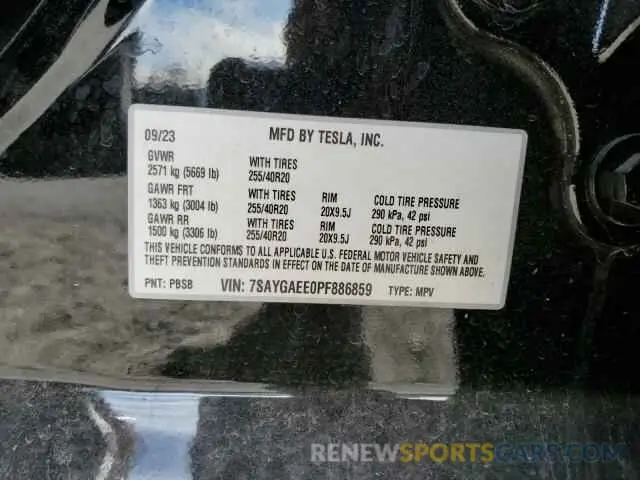 09/23 MFD BY TESLA, INC.
GVWR
2571 kg (5669 lb)
WITH TIRES
255/40R20
GAWR FRT
1363 kg (3004 lb)
WITH TIRES
255/40R20
RIM
20X9.5J
COLD TIRE PRESSURE
290 kPa, 42 psi
GAWR RR
1500 kg (3306 lb)
WITH TIRES
255/40R20
RIM
20X9.5J
COLD TIRE PRESSURE
290 kPa, 42 psi
THIS VEHICLE CONFORMS TO ALL APPLICABLE U.S. FEDERAL MOTOR VEHICLE SAFETY AND
THEFT PREVENTION STANDARDS IN EFFECT ON THE DATE OF MANUFACTURE SHOWN ABOVE.
PNT: PBSB VIN: 7SAYGAEE0PF886859 TYPE: MPV
RENEWSPORTSCARS.COM